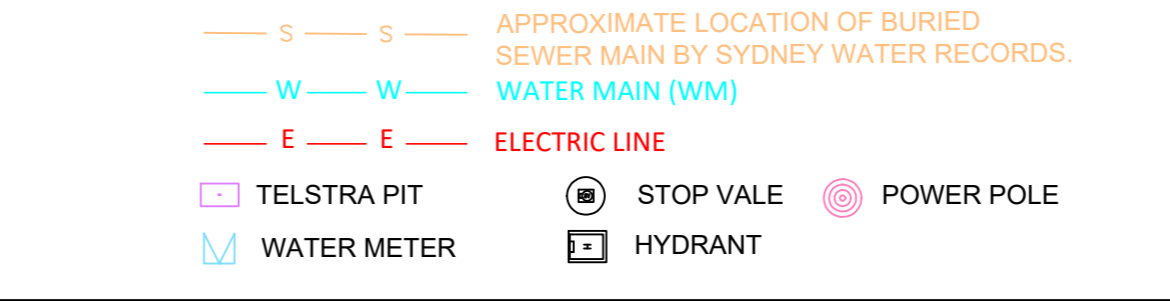 S S APPROXIMATE LOCATION OF BURIED
SEWER MAIN BY SYDNEY WATER RECORDS.
W W WATER MAIN (WM)
E E ELECTRIC LINE
TELSTRA PIT STOP VALE POWER POLE
WATER METER HYDRANT